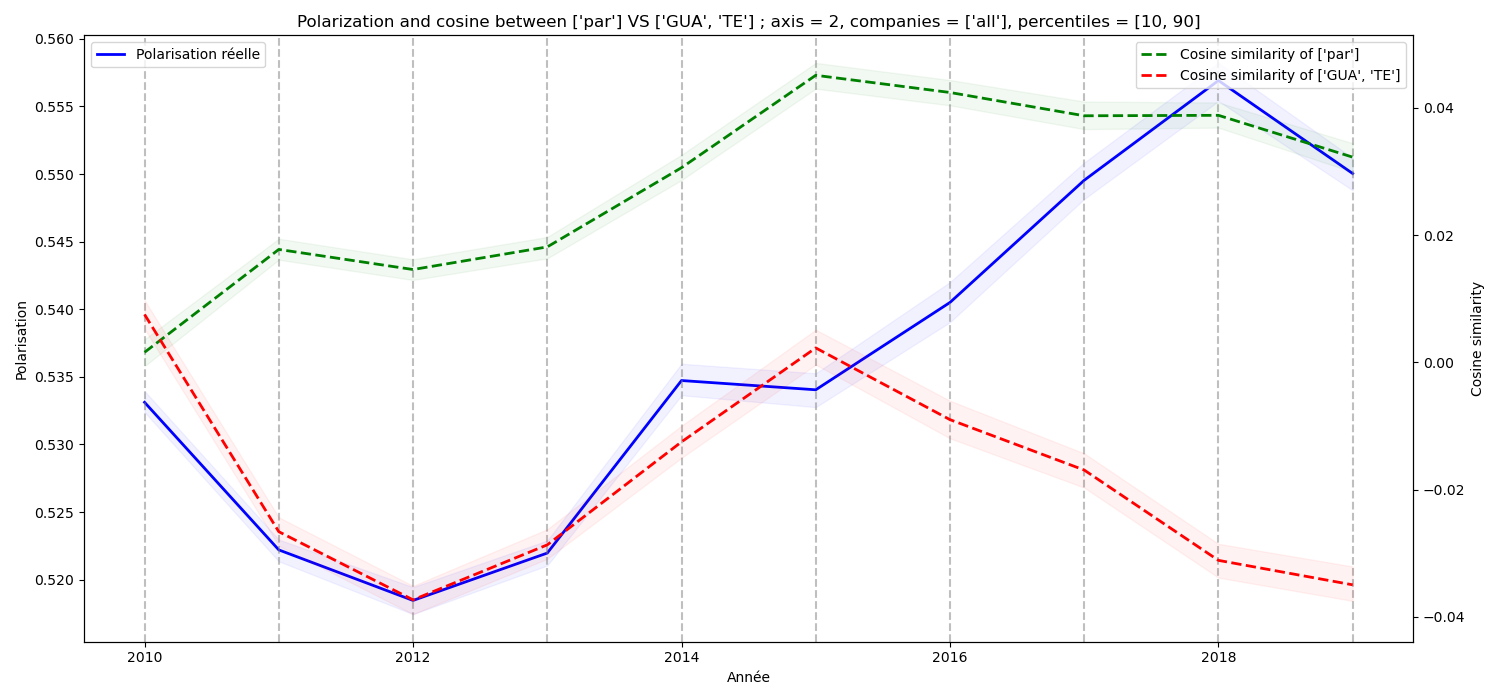 Polarization and cosine between ['par'] VS ['GUA', 'TE'] ; axis = 2, companies = ['all'], percentiles = [10, 90]
Polarisation réelle
Cosine similarity of ['par']
Cosine similarity of ['GUA', 'TE']
0.560
0.555
0.550
0.545
0.540
0.535
0.530
0.525
0.520
Polarisation
0.04
0.02
0.00
−0.02
−0.04
Cosine similarity
2010
2012
2014
2016
2018
Année